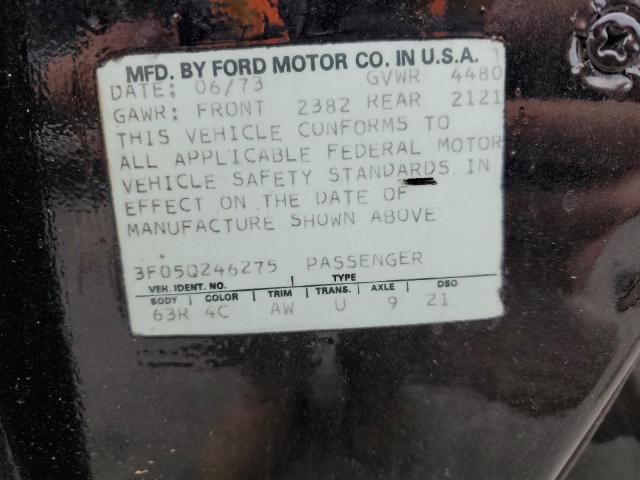 MFD. BY FORD MOTOR CO. IN U.S.A.
DATE: 06/73 GVWR 4480
GAWR: FRONT 2382 REAR 2121
THIS VEHICLE CONFORMS TO
ALL APPLICABLE FEDERAL MOTOR
VEHICLE SAFETY STANDARDS IN
EFFECT ON THE DATE OF
MANUFACTURE SHOWN ABOVE
3F05Q246275 PASSENGER
VEH. IDENT. NO. TYPE
BODY COLOR TRIM TRANS. AXLE DSO
63R 4C AW U 9 21